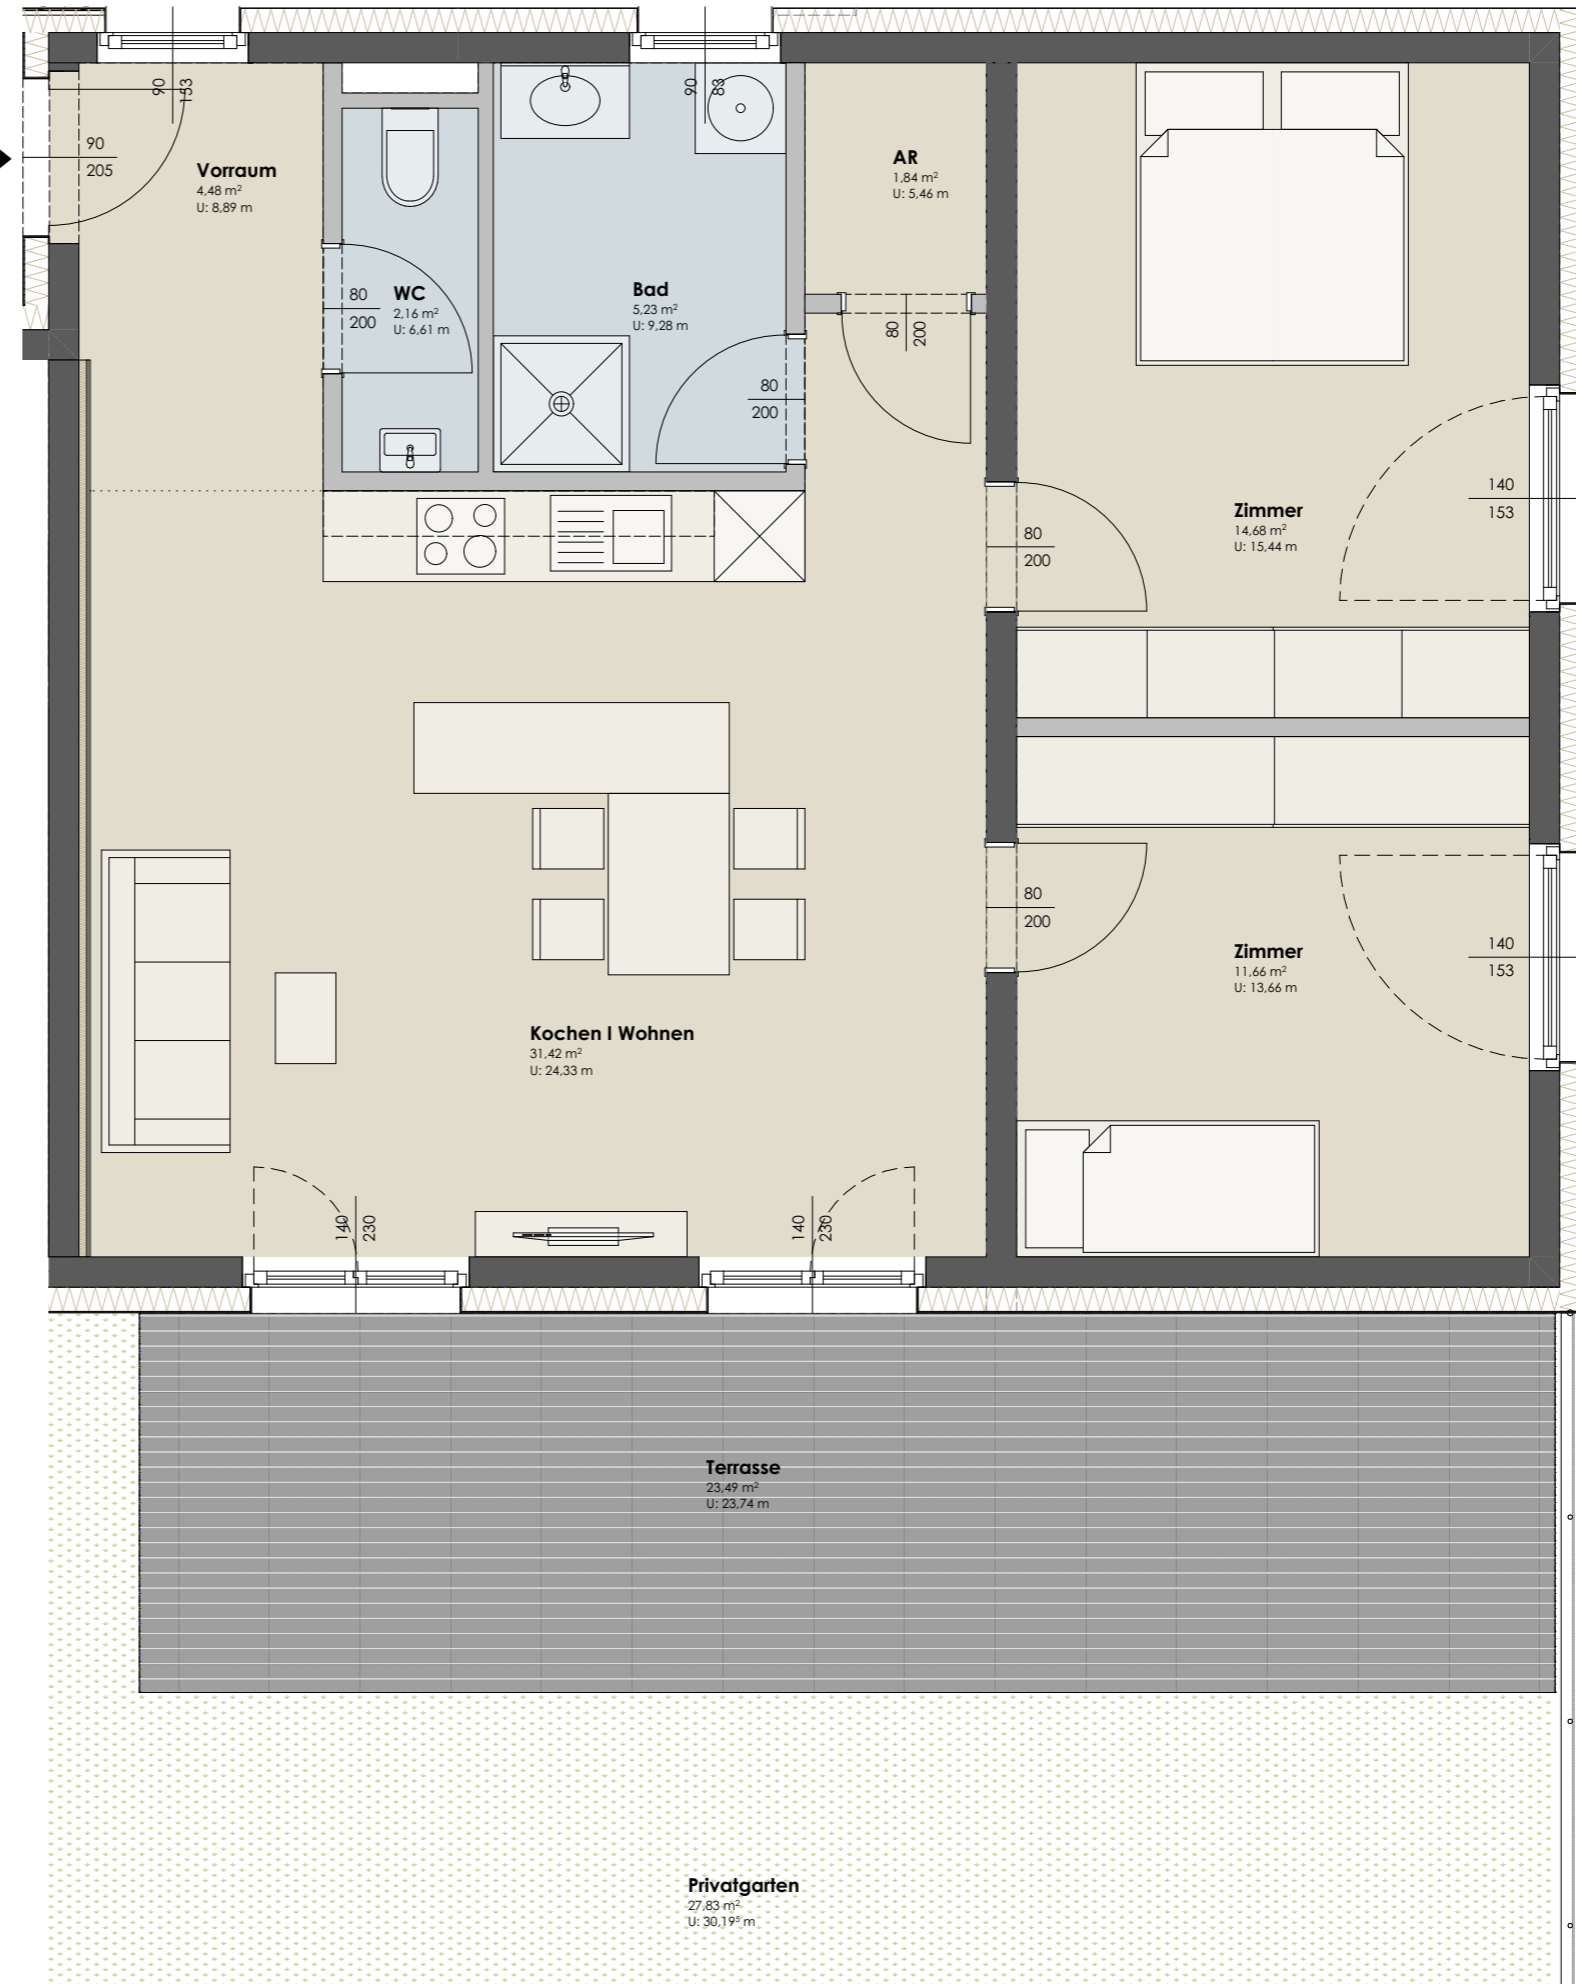 90
153
90
83
90
205
Vorraum
4,48 m²
U: 8,89 m
AR
1,84 m²
U: 5,46 m
80
200
WC
2,16 m²
U: 6,61 m
Bad
5,23 m²
U: 9,28 m
80
200
80
200
Zimmer
14,68 m²
U: 15,44 m
140
153
80
200
80
200
Zimmer
11,66 m²
U: 13,66 m
140
153
Kochen I Wohnen
31,42 m²
U: 24,33 m
140
230
140
230
Terrasse
23,49 m²
U: 23,74 m
Privatgarten
27,83 m²
U: 30,19⁵ m